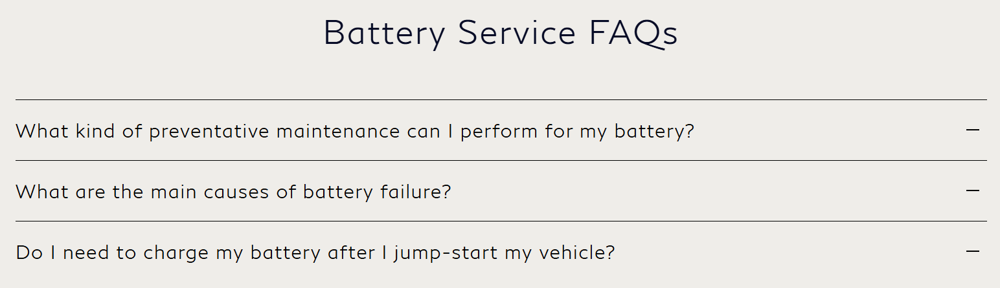 Battery Service FAQs
What kind of preventative maintenance can I perform for my battery?
What are the main causes of battery failure?
Do I need to charge my battery after I jump-start my vehicle?